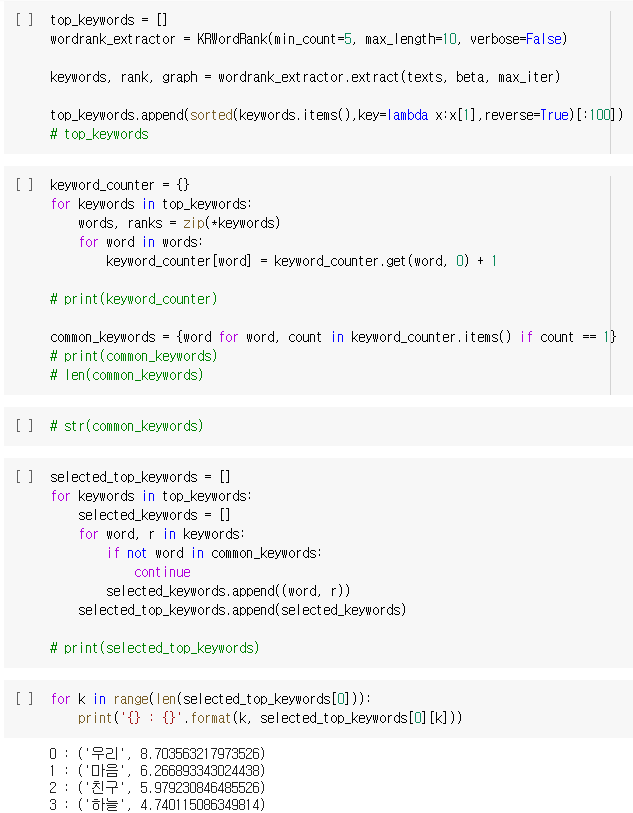 [ ] top_keywords = []
wordrank_extractor = KRWordRank(min_count=5, max_length=10, verbose=False)
keywords, rank, graph = wordrank_extractor.extract(texts, beta, max_iter)
top_keywords.append(sorted(keywords.items(),key=lambda x:x[1],reverse=True)[:100])
# top_keywords
[ ] keyword_counter = {}
for keywords in top_keywords:
    words, ranks = zip(*keywords)
    for word in words:
        keyword_counter[word] = keyword_counter.get(word, 0) + 1
# print(keyword_counter)
common_keywords = {word for word, count in keyword_counter.items() if count == 1}
# print(common_keywords)
# len(common_keywords)
[ ] # str(common_keywords)
[ ] selected_top_keywords = []
for keywords in top_keywords:
    selected_keywords = []
    for word, r in keywords:
        if not word in common_keywords:
            continue
        selected_keywords.append((word, r))
    selected_top_keywords.append(selected_keywords)
# print(selected_top_keywords)
[ ] for k in range(len(selected_top_keywords[0])):
    print('{} : {}'.format(k, selected_top_keywords[0][k]))
0 : ('우리', 8.703563217973526)
1 : ('마음', 6.266893343024438)
2 : ('친구', 5.979230846485526)
3 : ('하늘', 4.740115086349814)